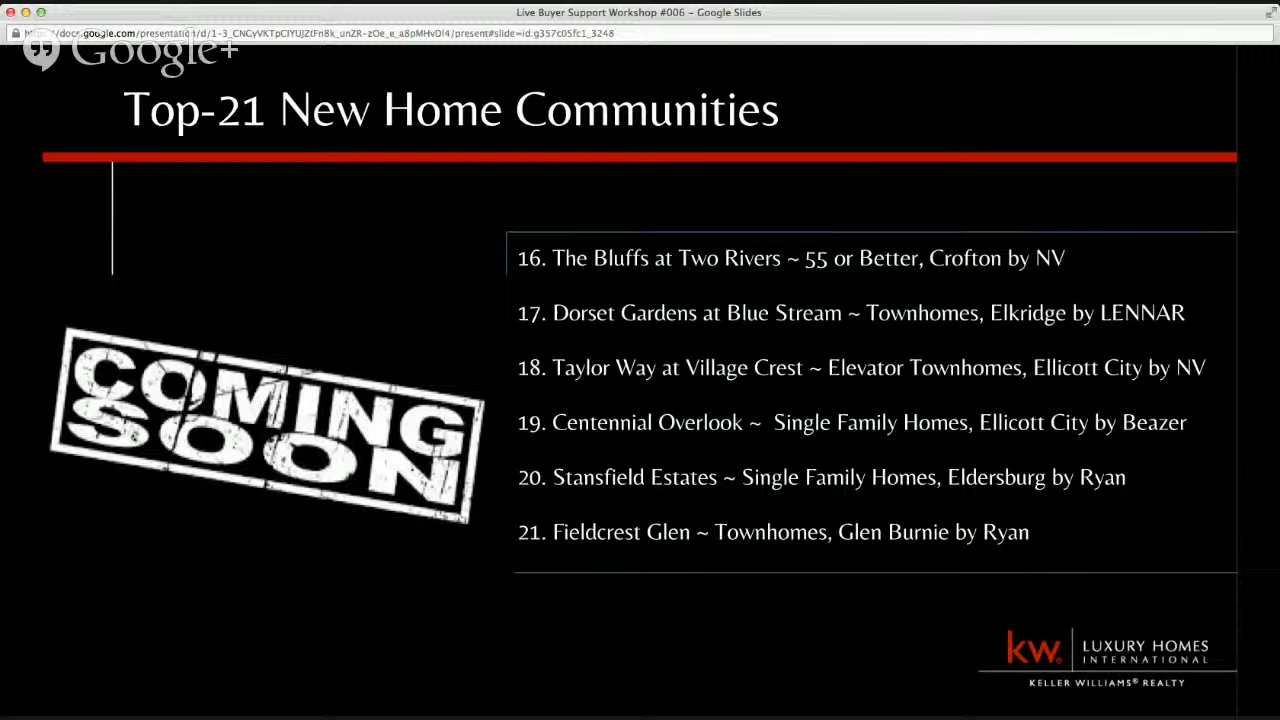 Live Buyer Support Workshop #006 – Google Slides
Google+
Top-21 New Home Communities
16. The Bluffs at Two Rivers ~ 55 or Better, Crofton by NV
17. Dorset Gardens at Blue Stream ~ Townhomes, Elkridge by LENNAR
18. Taylor Way at Village Crest ~ Elevator Townhomes, Ellicott City by NV
19. Centennial Overlook ~ Single Family Homes, Ellicott City by Beazer
20. Stansfield Estates ~ Single Family Homes, Eldersburg by Ryan
21. Fieldcrest Glen ~ Townhomes, Glen Burnie by Ryan
COMING
SOON
kw. LUXURY HOMES
INTERNATIONAL
KELLER WILLIAMS® REALTY